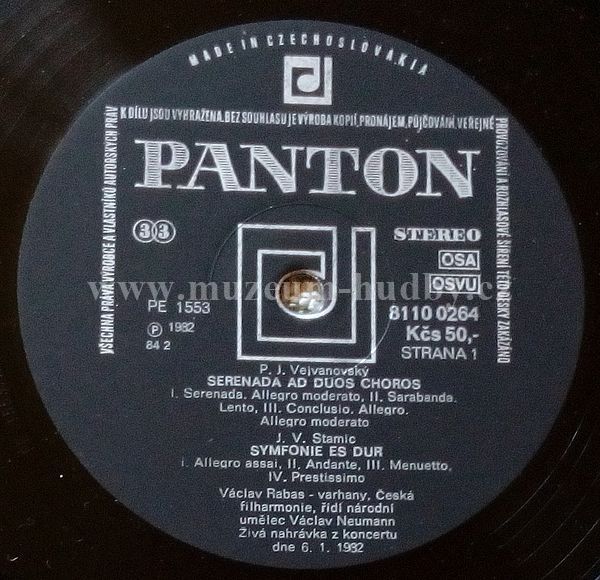 MADE IN CZECHOSLOVAKIA
VŠECHNA PRÁVA VÝROBCE A VLASTNÍKŮ AUTORSKÝCH PRÁV
K DÍLU JSOU VYHRAŽENA. BEZ SOUHLASU JE VÝROBA KOPIÍ, PRONÁJEM, PŮJČOVÁNÍ, VEŘEJNÉ
PROVOZOVÁNÍ A ROZHLASOVÉ ŠÍŘENÍ TÉTO DESKY ZAKÁZÁNO
PANTON
33
STEREO
OSA
OSVU
www.muzeum-hudby.cz
PE 1553
8110 0264
Ⓟ 1982
Kčs 50,-
84 2
STRANA 1
P. J. Vejvanovský
SERENADA AD DUOS CHOROS
I. Serenada. Allegro moderato, II. Sarabanda.
Lento, III. Conclusio. Allegro.
Allegro moderato
J. V. Stamic
SYMFONIE ES DUR
I. Allegro assai, II. Andante, III. Menuetto,
IV. Prestissimo
Václav Rabas - varhany, Česká
filharmonie, řídí národní
umělec Václav Neumann
Živá nahrávka z koncertu
dne 6. 1. 1982